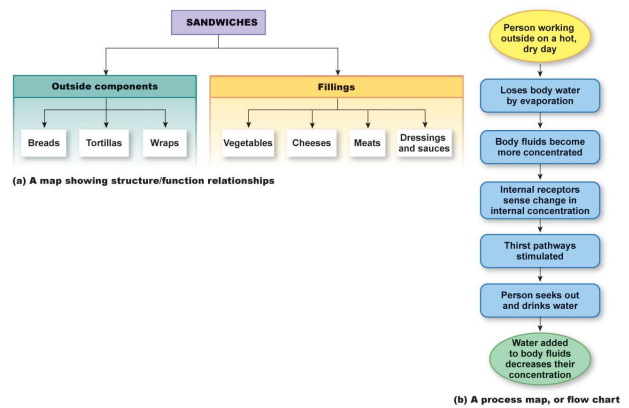 SANDWICHES
Outside components
Fillings
Breads
Tortillas
Wraps
Vegetables
Cheeses
Meats
Dressings
and sauces
(a) A map showing structure/function relationships
Person working
outside on a hot,
dry day
Loses body water
by evaporation
Body fluids become
more concentrated
Internal receptors
sense change in
internal concentration
Thirst pathways
stimulated
Person seeks out
and drinks water
Water added
to body fluids
decreases their
concentration
(b) A process map, or flow chart